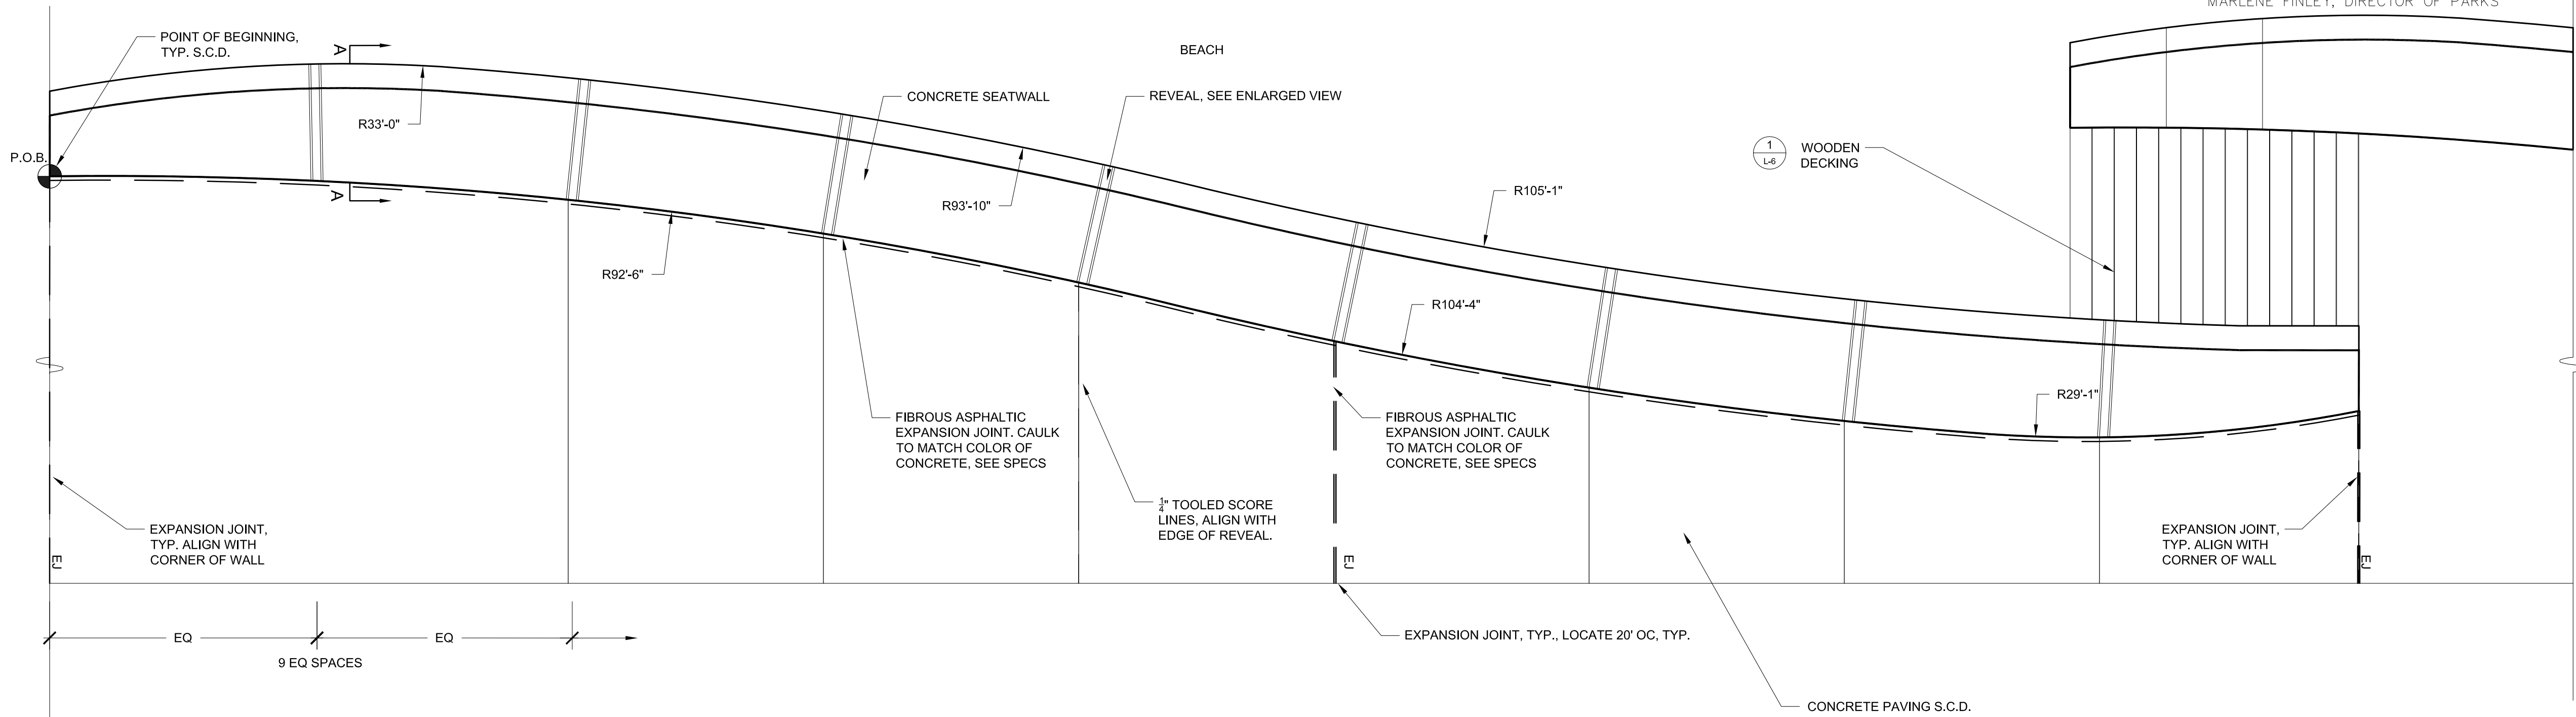 MARLENE FINLEY, DIRECTOR OF PARKS
POINT OF BEGINNING,
TYP. S.C.D.
A
BEACH
CONCRETE SEATWALL
REVEAL, SEE ENLARGED VIEW
R33'-0"
1
L-6
WOODEN
DECKING
P.O.B.
A
R93'-10"
R105'-1"
R92'-6"
R104'-4"
R29'-1"
FIBROUS ASPHALTIC
EXPANSION JOINT. CAULK
TO MATCH COLOR OF
CONCRETE, SEE SPECS
FIBROUS ASPHALTIC
EXPANSION JOINT. CAULK
TO MATCH COLOR OF
CONCRETE, SEE SPECS
1/4" TOOLED SCORE
LINES, ALIGN WITH
EDGE OF REVEAL.
EXPANSION JOINT,
TYP. ALIGN WITH
CORNER OF WALL
EXPANSION JOINT,
TYP. ALIGN WITH
CORNER OF WALL
EJ
EJ
EJ
EQ
EQ
9 EQ SPACES
EXPANSION JOINT, TYP., LOCATE 20' OC, TYP.
CONCRETE PAVING S.C.D.